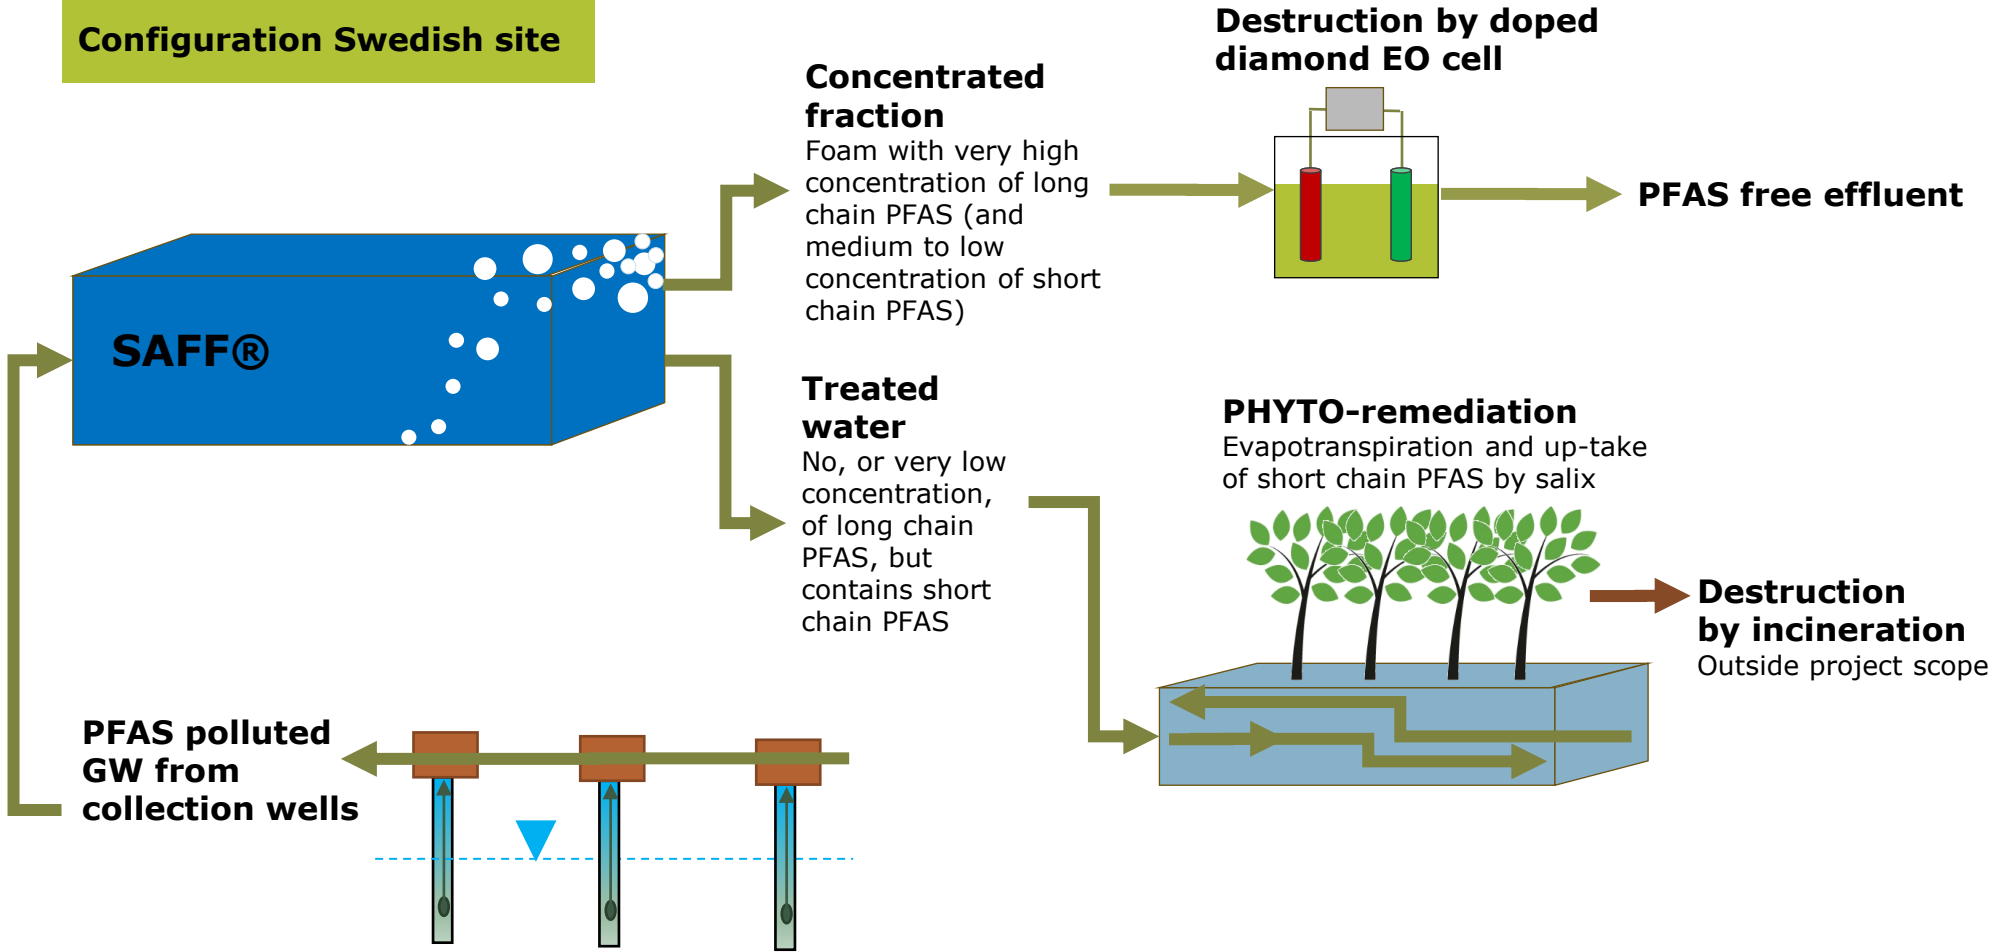 Configuration Swedish site
Destruction by doped
diamond EO cell
Concentrated
fraction
Foam with very high
concentration of long
chain PFAS (and
medium to low
concentration of short
chain PFAS)
PFAS free effluent
SAFF®
Treated
water
No, or very low
concentration,
of long chain
PFAS, but
contains short
chain PFAS
PHYTO-remediation
Evapotranspiration and up-take
of short chain PFAS by salix
Destruction
by incineration
Outside project scope
PFAS polluted
GW from
collection wells